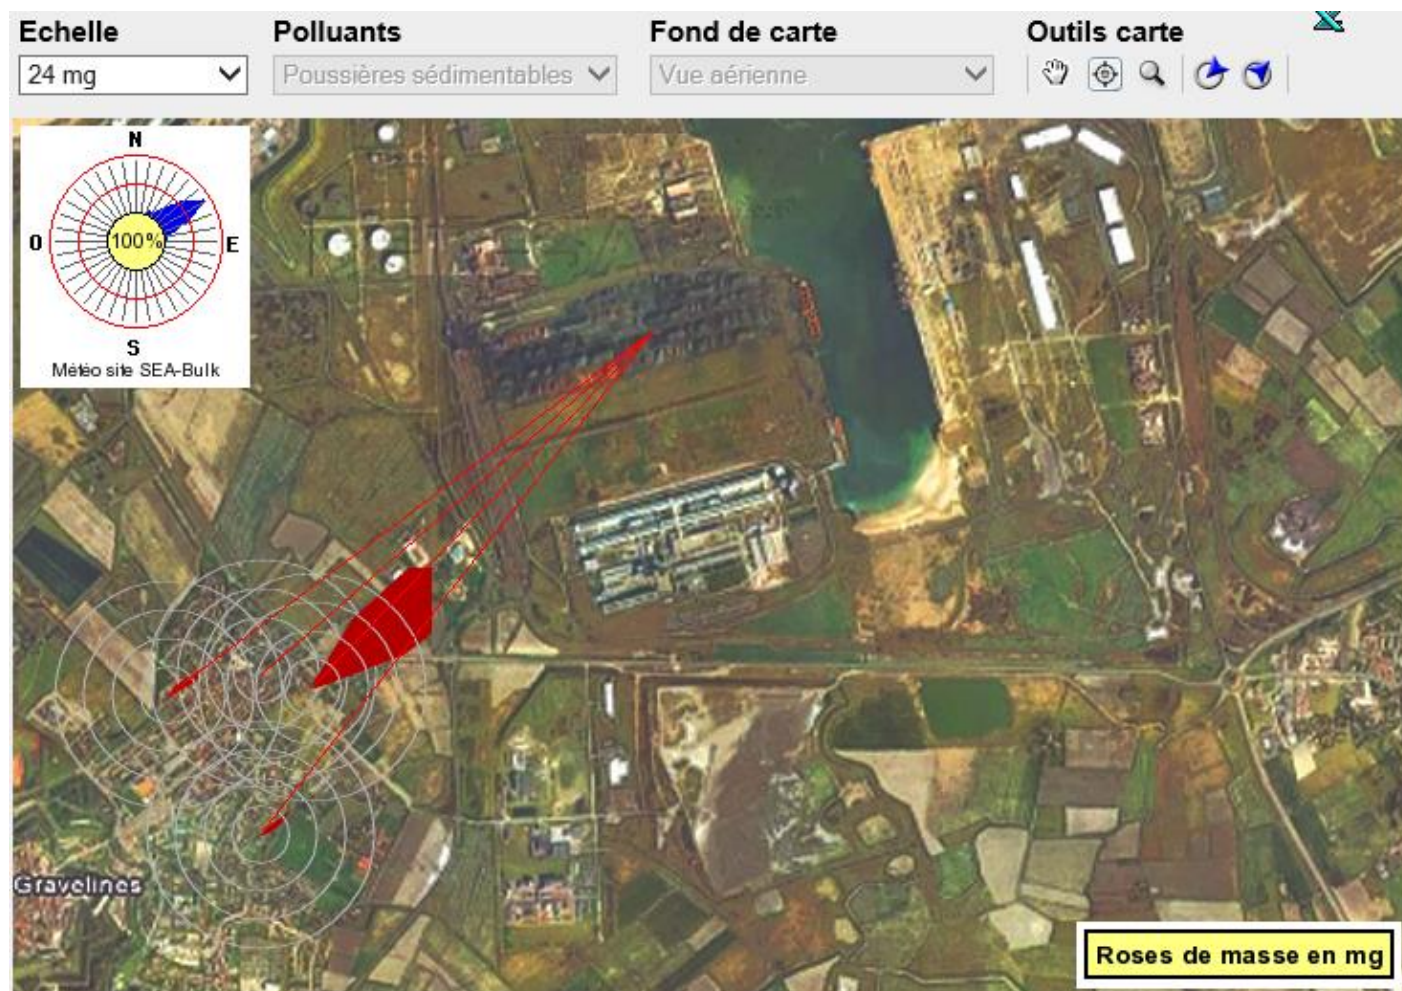 Echelle
Polluants
Fond de carte
Outils carte
24 mg
Poussières sédimentables
Vue aérienne
N
O
100%
E
S
Météo site SEA-Bulk
Gravelines
Roses de masse en mg